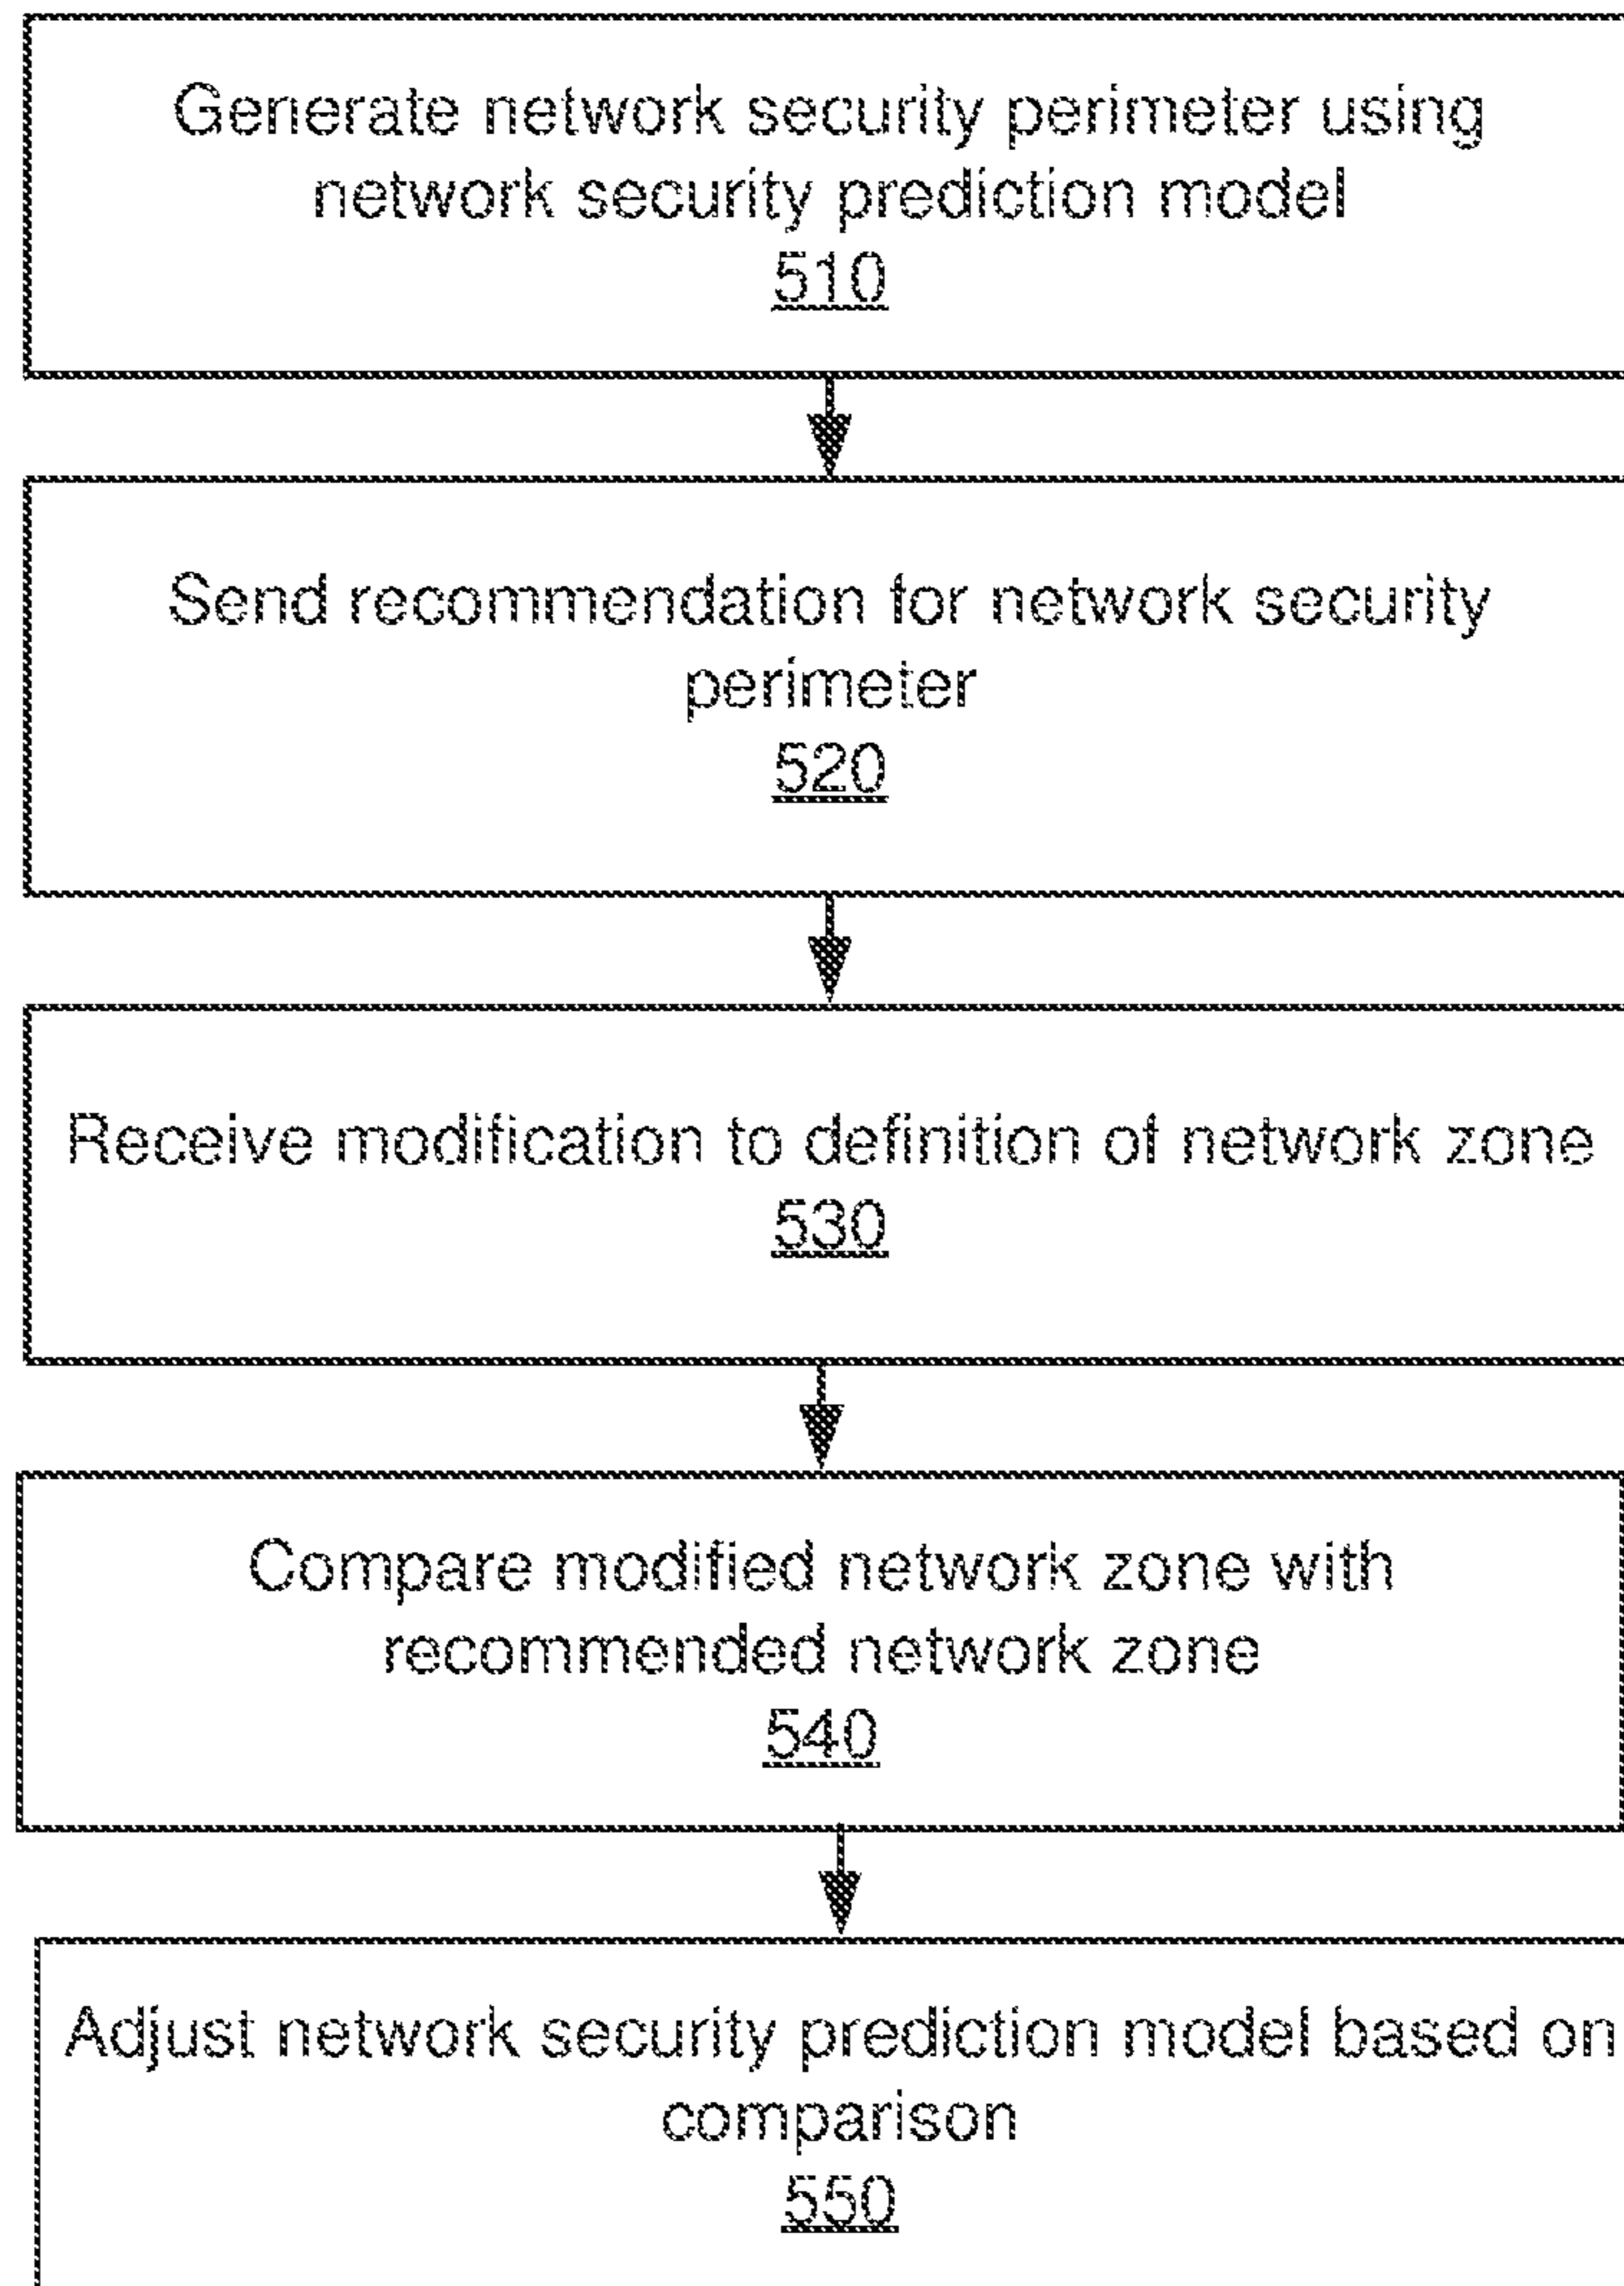 Generate network security perimeter using
network security prediction model
510
Send recommendation for network security
perimeter
520
Receive modification to definition of network zone
530
Compare modified network zone with
recommended network zone
540
Adjust network security prediction model based on
comparison
550